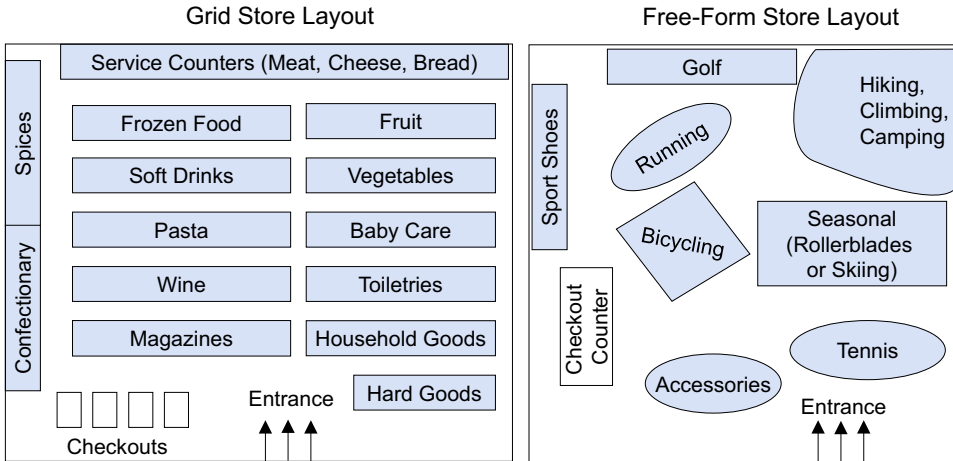 Grid Store Layout
Service Counters (Meat, Cheese, Bread)
Spices
Confectionary
Frozen Food
Fruit
Soft Drinks
Vegetables
Pasta
Baby Care
Wine
Toiletries
Magazines
Household Goods
Hard Goods
Entrance
Checkouts
Free-Form Store Layout
Golf
Hiking,
Climbing,
Camping
Sport Shoes
Running
Bicycling
Seasonal
(Rollerblades
or Skiing)
Checkout
Counter
Tennis
Accessories
Entrance